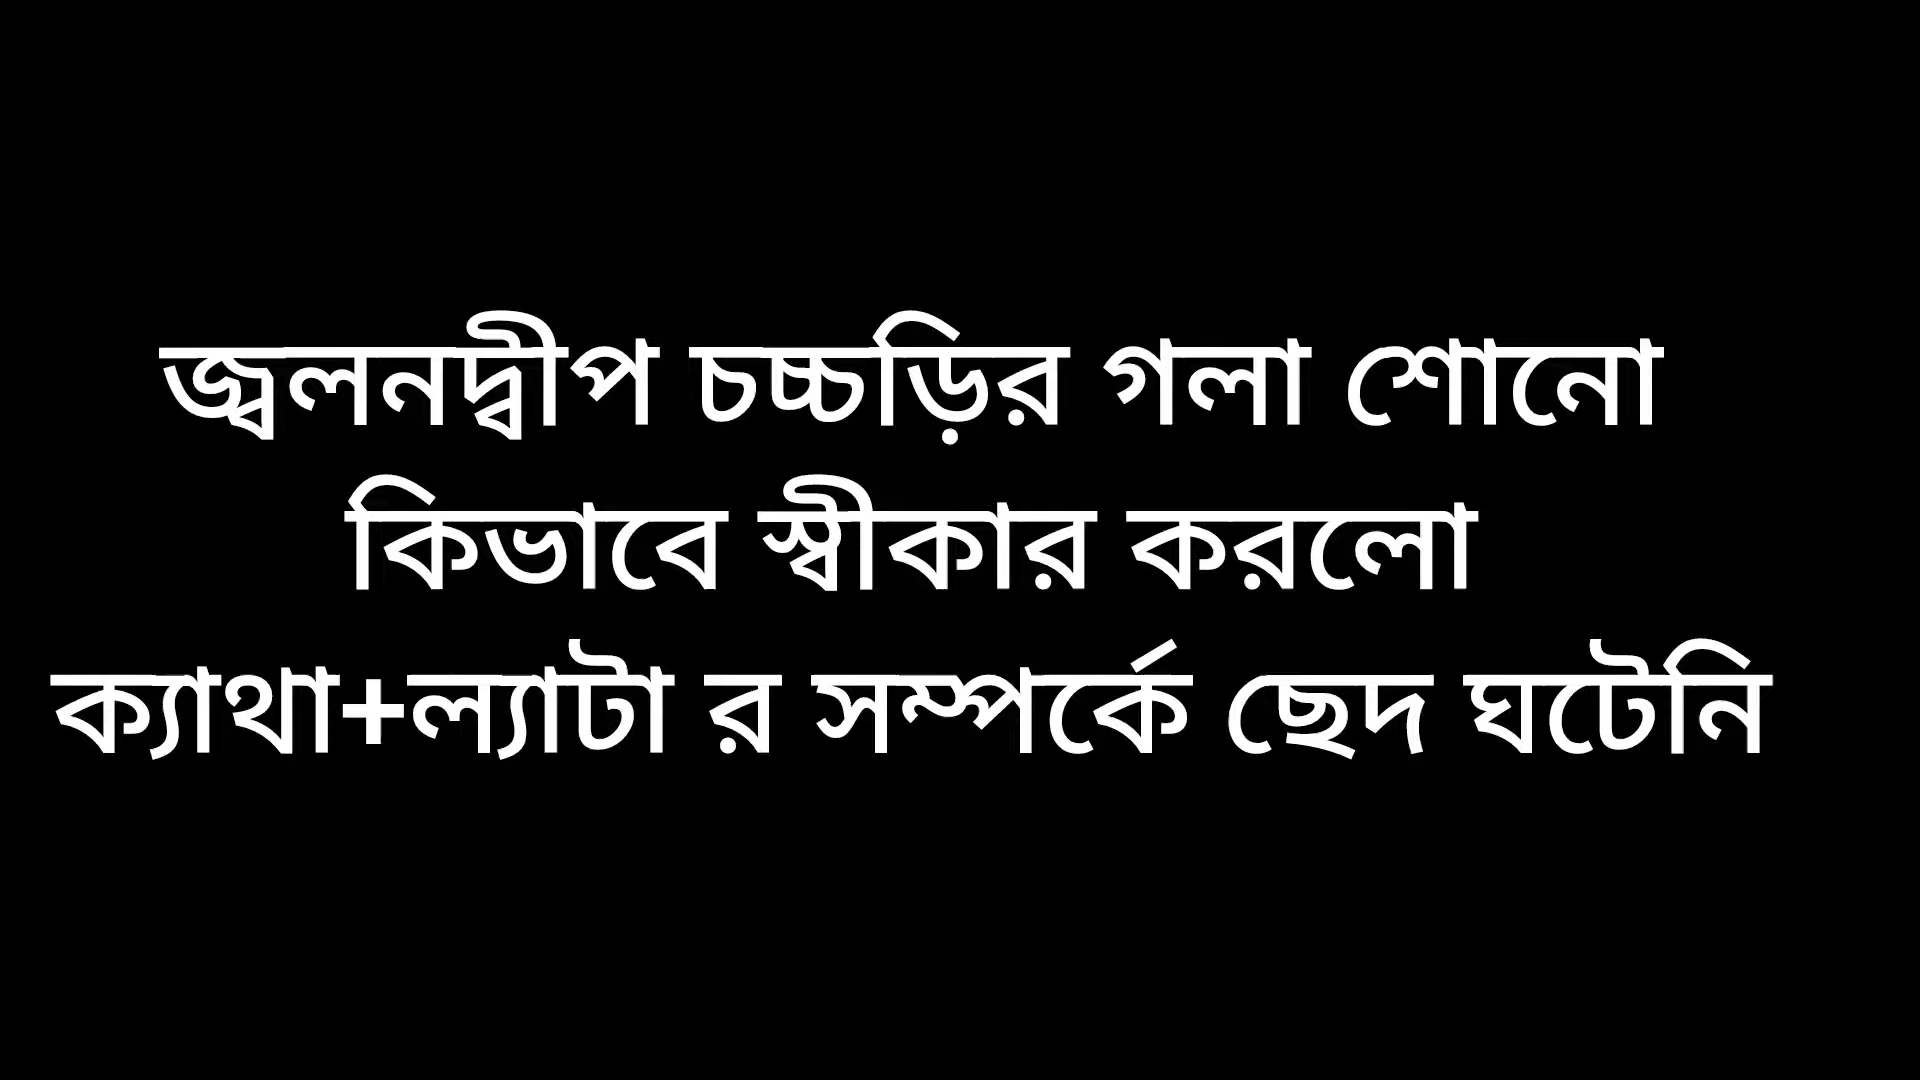 জ্বলনদ্বীপ চচ্চড়ির গলা শোনো
কিভাবে স্বীকার করলো
ক্যাথা+ল্যাটা র সম্পর্কে ছেদ ঘটেনি